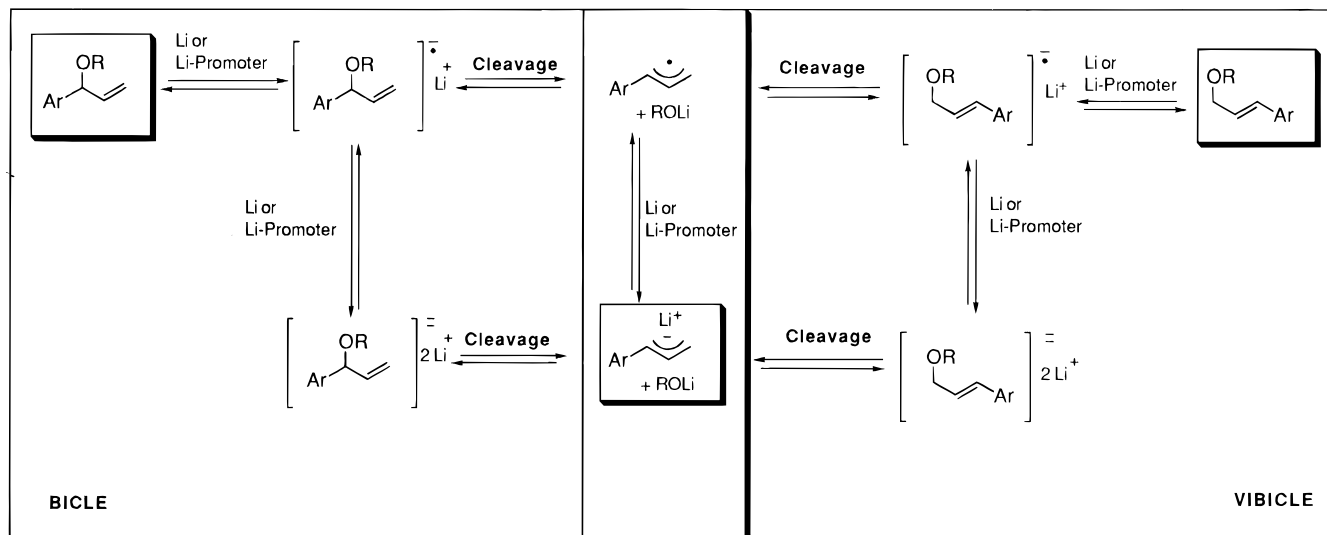 OR
Ar
Li or
Li-Promoter
OR
Ar
Li+
Cleavage
Ar
+ ROLi
Cleavage
OR
Ar
Li+
Li or
Li-Promoter
OR
Ar
Li or
Li-Promoter
Li or
Li-Promoter
Li or
Li-Promoter
OR
Ar
2 Li+
Cleavage
Li+
Ar
+ ROLi
Cleavage
OR
Ar
2 Li+
BICLE
VIBICLE